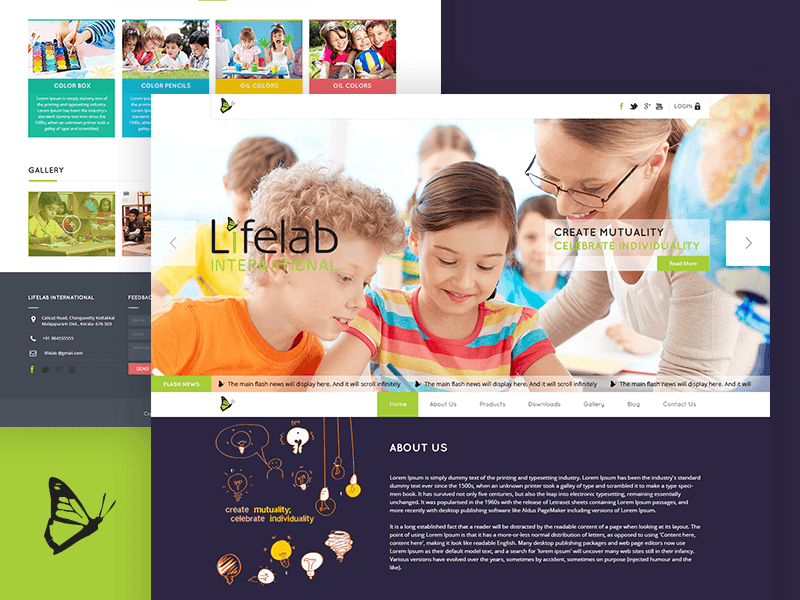 COLOR BOX
Lorem Ipsum is simply dummy text of
the printing and typesetting industry.
Lorem Ipsum has been the industry's
standard dummy text ever since the
1500s, when an unknown printer took a
galley of type and scrambled.
COLOR PENCILS
OIL COLORS
OIL COLORS
GALLERY
LIFELAB INTERNATIONAL
Calicut Road, Changuvetty Kottakkal
Malappuram Dist., Kerala- 676 503
+91 984555555
lifelab @gmail.com
FEEDBA
SEND
LOGIN
Lifelab
INTERNATIONAL
CREATE MUTUALITY
CELEBRATE INDIVIDUALITY
Read More
FLASH NEWS
The main flash news will display here. And it will scroll infinitely
The main flash news will display here. And it will scroll infinitely
The main flash news will display here. And it will
Home
About Us
Products
Downloads
Gallery
Blog
Contact Us
create mutuality;
celebrate individuality
ABOUT US
Lorem Ipsum is simply dummy text of the printing and typesetting industry. Lorem Ipsum has been the industry's standard
dummy text ever since the 1500s, when an unknown printer took a galley of type and scrambled it to make a type speci-
men book. It has survived not only five centuries, but also the leap into electronic typesetting, remaining essentially
unchanged. It was popularised in the 1960s with the release of Letraset sheets containing Lorem Ipsum passages, and
more recently with desktop publishing software like Aldus PageMaker including versions of Lorem Ipsum.
It is a long established fact that a reader will be distracted by the readable content of a page when looking at its layout. The
point of using Lorem Ipsum is that it has a more-or-less normal distribution of letters, as opposed to using 'Content here,
content here', making it look like readable English. Many desktop publishing packages and web page editors now use
Lorem Ipsum as their default model text, and a search for 'lorem ipsum' will uncover many web sites still in their infancy.
Various versions have evolved over the years, sometimes by accident, sometimes on purpose (injected humour and the
like).